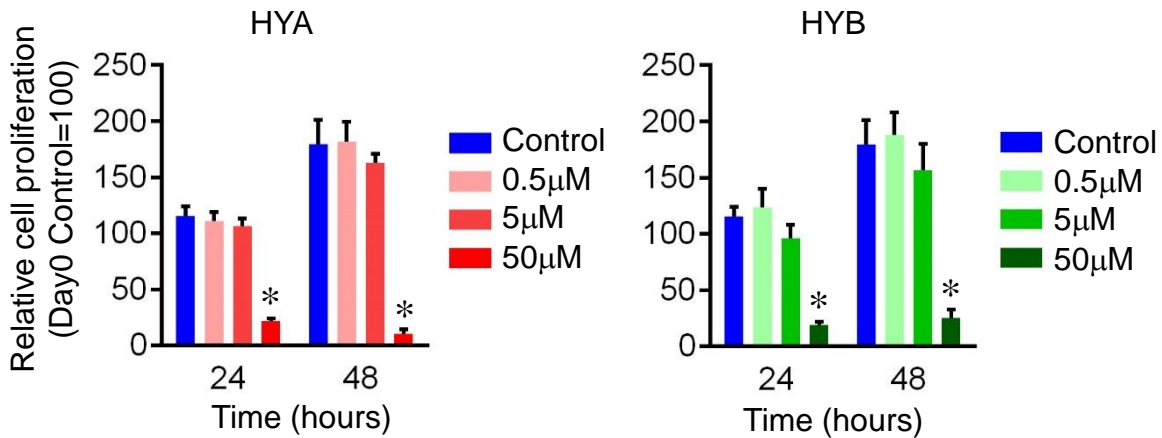 HYA
Relative cell proliferation
(Day0 Control=100)
250
200
150
100
50
0
*
*
24
48
Time (hours)
Control
0.5μM
5μM
50μM
HYB
250
200
150
100
50
0
*
*
24
48
Time (hours)
Control
0.5μM
5μM
50μM